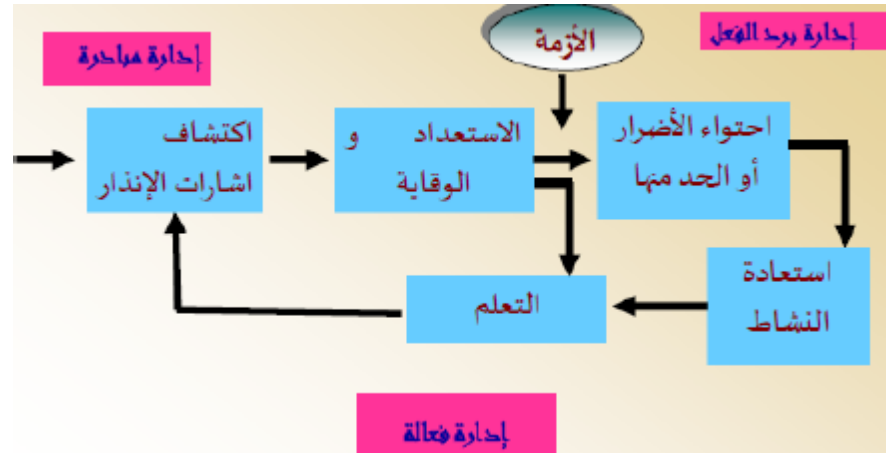 الأزمة
إدارة برد الفعل
إدارة مبادرة
اكتشاف
اشارات الإنذار
الاستعداد و
الوقاية
احتواء الأضرار
أو الحد منها
استعادة
النشاط
التعلم
إدارة فعالة